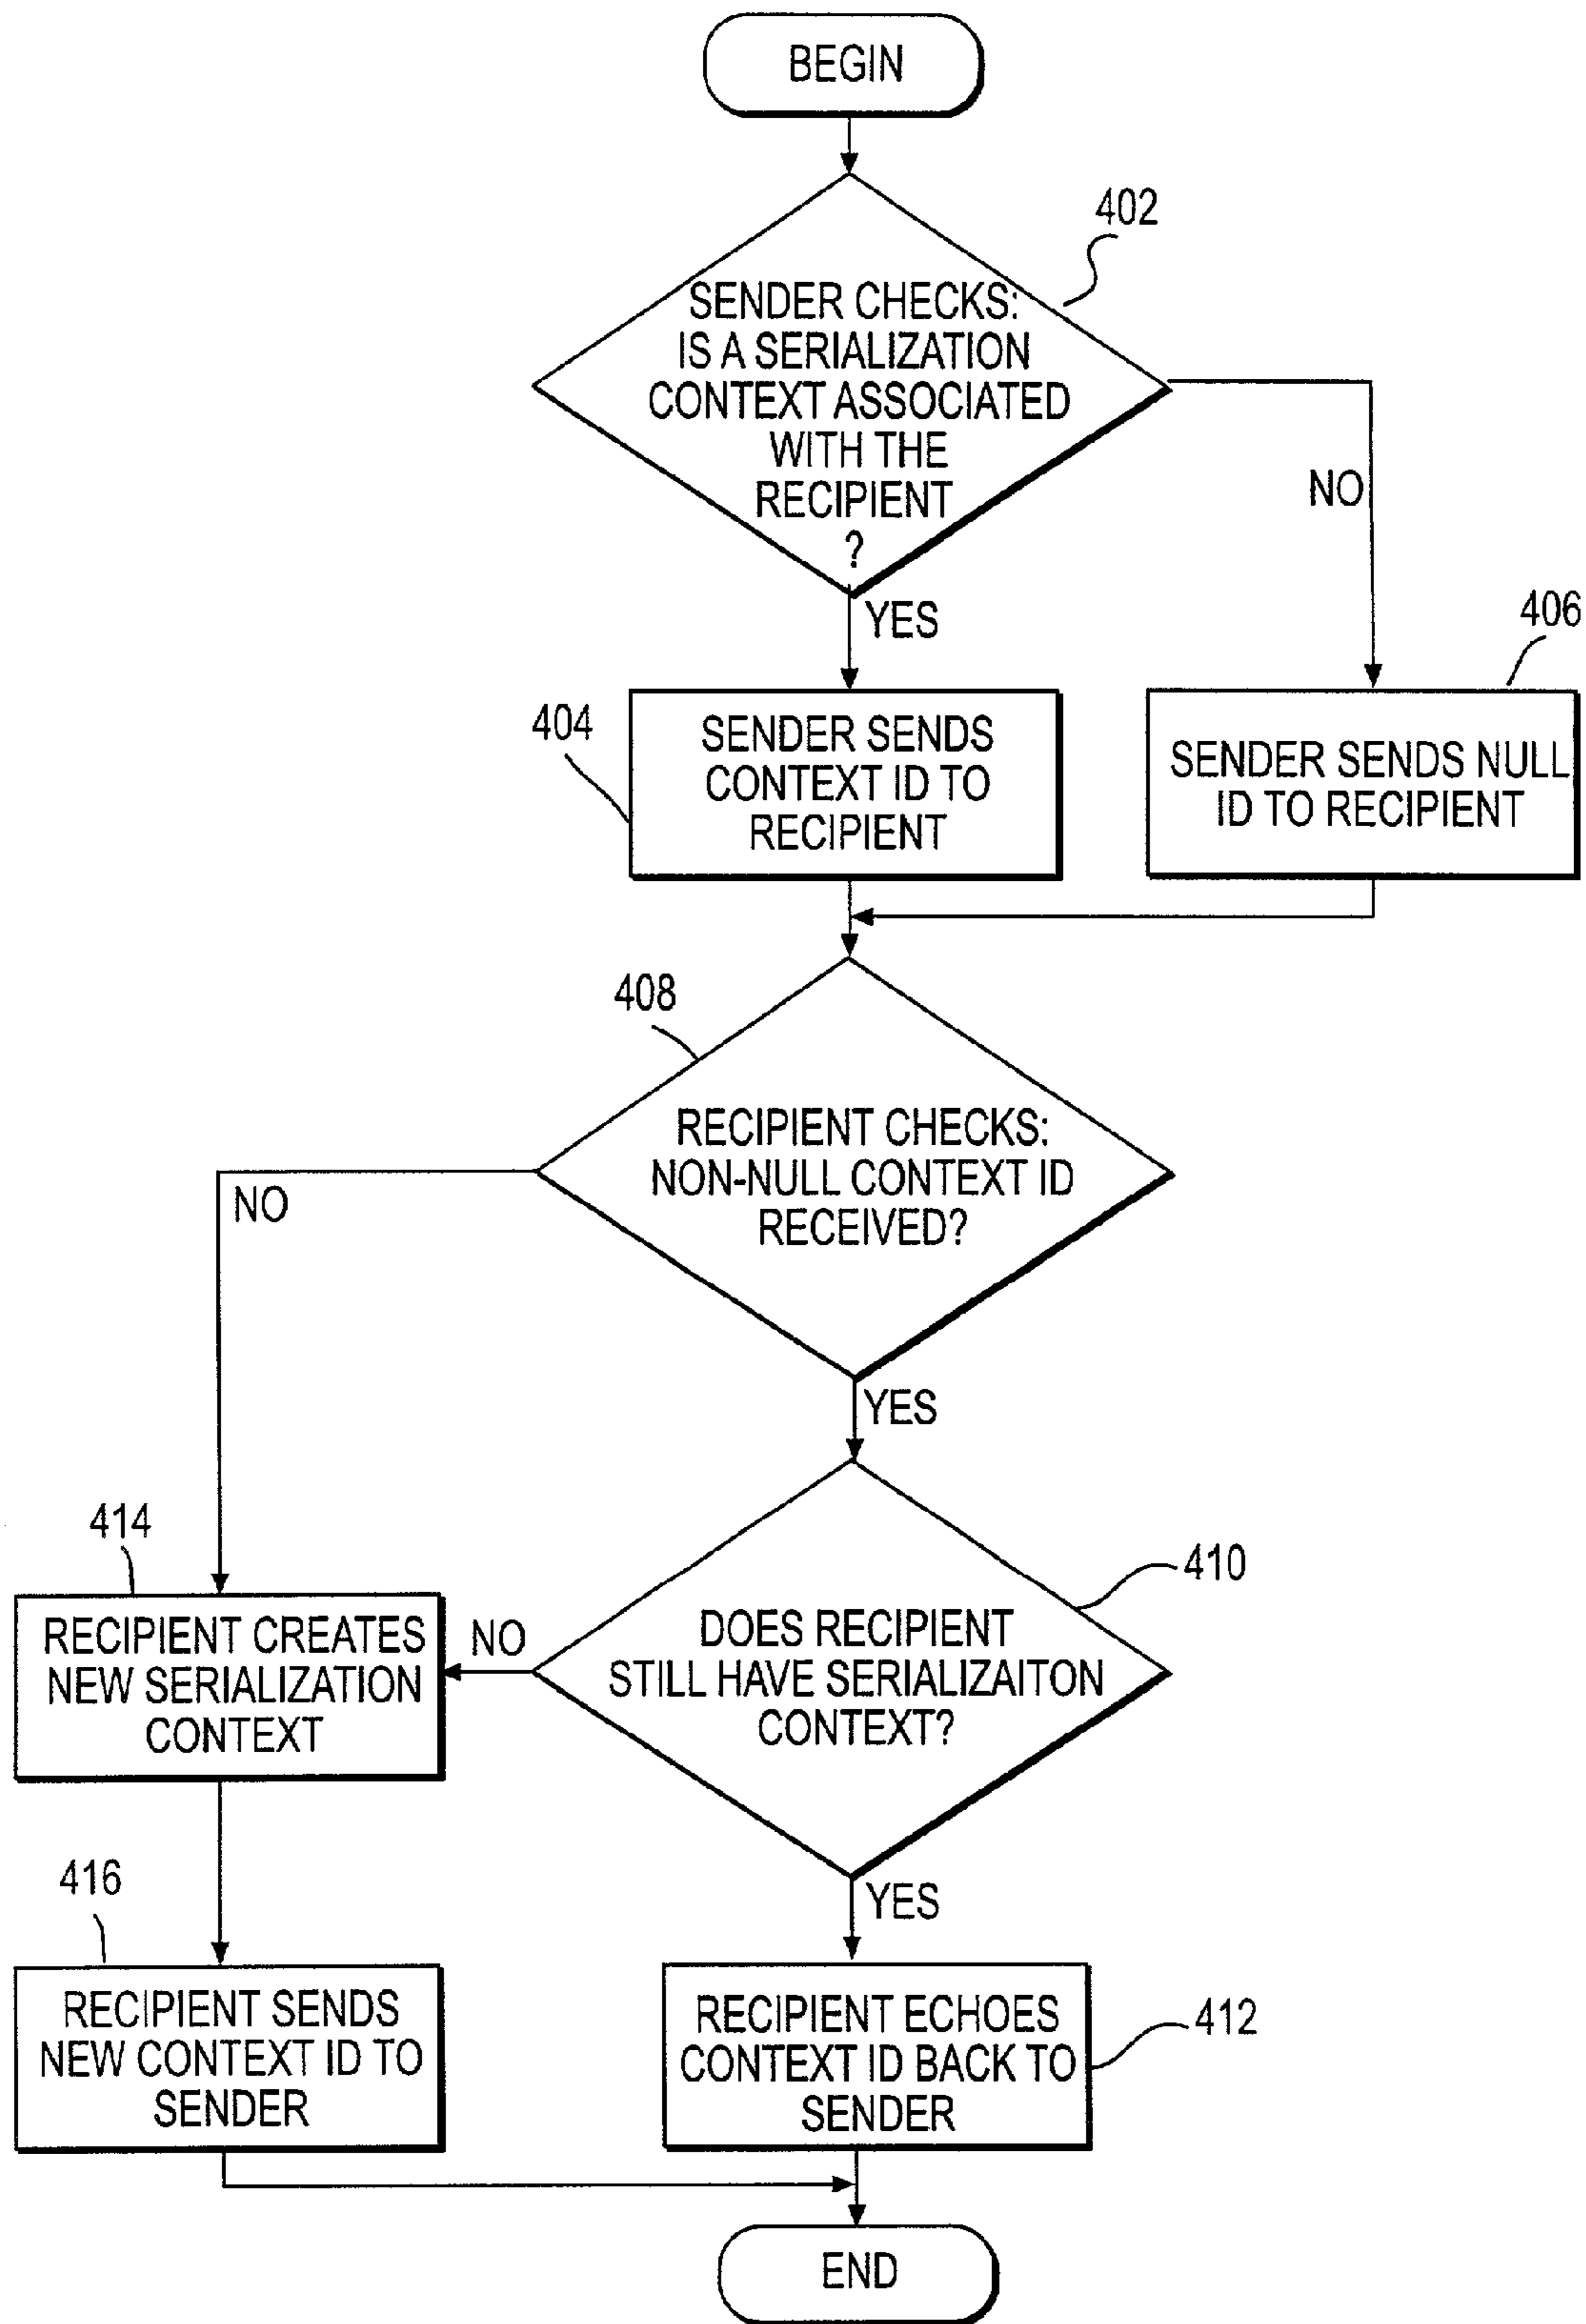 BEGIN
402
SENDER CHECKS:
IS A SERIALIZATION
CONTEXT ASSOCIATED
WITH THE
RECIPIENT
?
NO
YES
406
404
SENDER SENDS
CONTEXT ID TO
RECIPIENT
SENDER SENDS NULL
ID TO RECIPIENT
408
RECIPIENT CHECKS:
NON-NULL CONTEXT ID
RECEIVED?
NO
YES
414
410
RECIPIENT CREATES
NEW SERIALIZATION
CONTEXT
NO
DOES RECIPIENT
STILL HAVE SERIALIZAITON
CONTEXT?
YES
416
RECIPIENT SENDS
NEW CONTEXT ID TO
SENDER
RECIPIENT ECHOES
CONTEXT ID BACK TO
SENDER
412
END